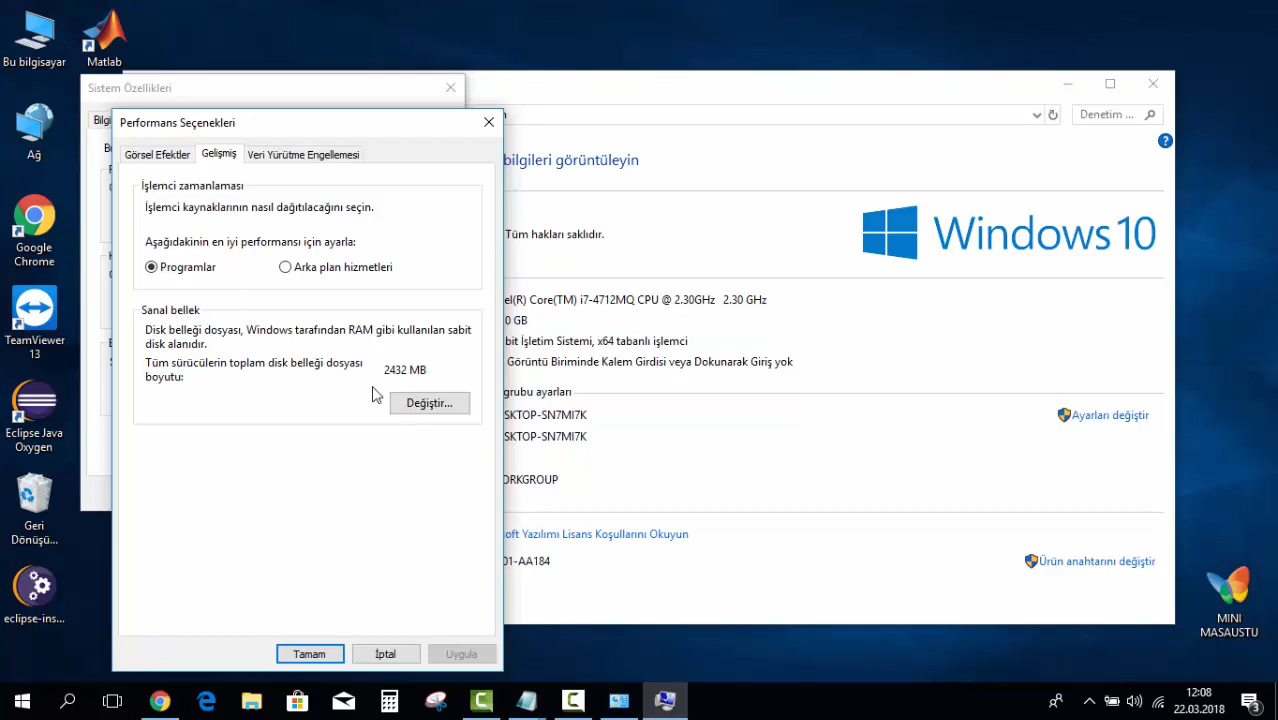 Bu bilgisayar
Matlab
Ağ
Google
Chrome
TeamViewer
13
Eclipse Java
Oxygen
Geri
Dönüşü...
eclipse-ins...
Sistem Özellikleri
Performans Seçenekleri
Görsel Efektler
Gelişmiş
Veri Yürütme Engellemesi
İşlemci zamanlaması
İşlemci kaynaklarının nasıl dağıtılacağını seçin.
Aşağıdakinin en iyi performansı için ayarla:
Programlar
Arka plan hizmetleri
Sanal bellek
Disk belleği dosyası, Windows tarafından RAM gibi kullanılan sabit
disk alanıdır.
Tüm sürücülerin toplam disk belleği dosyası
boyutu:
2432 MB
Değiştir...
Tamam
İptal
Uygula
Denetim ...
bilgileri görüntüleyin
Tüm hakları saklıdır.
Windows 10
el(R) Core(TM) i7-4712MQ CPU @ 2.30GHz 2.30 GHz
0 GB
bit İşletim Sistemi, x64 tabanlı işlemci
Görüntü Biriminde Kalem Girdisi veya Dokunarak Giriş yok
grubu ayarları
SKTOP-SN7MI7K
Ayarları değiştir
SKTOP-SN7MI7K
ORKGROUP
soft Yazılımı Lisans Koşullarını Okuyun
01-AA184
Ürün anahtarını değiştir
MINI
MASAUSTU
12:08
22.03.2018
3